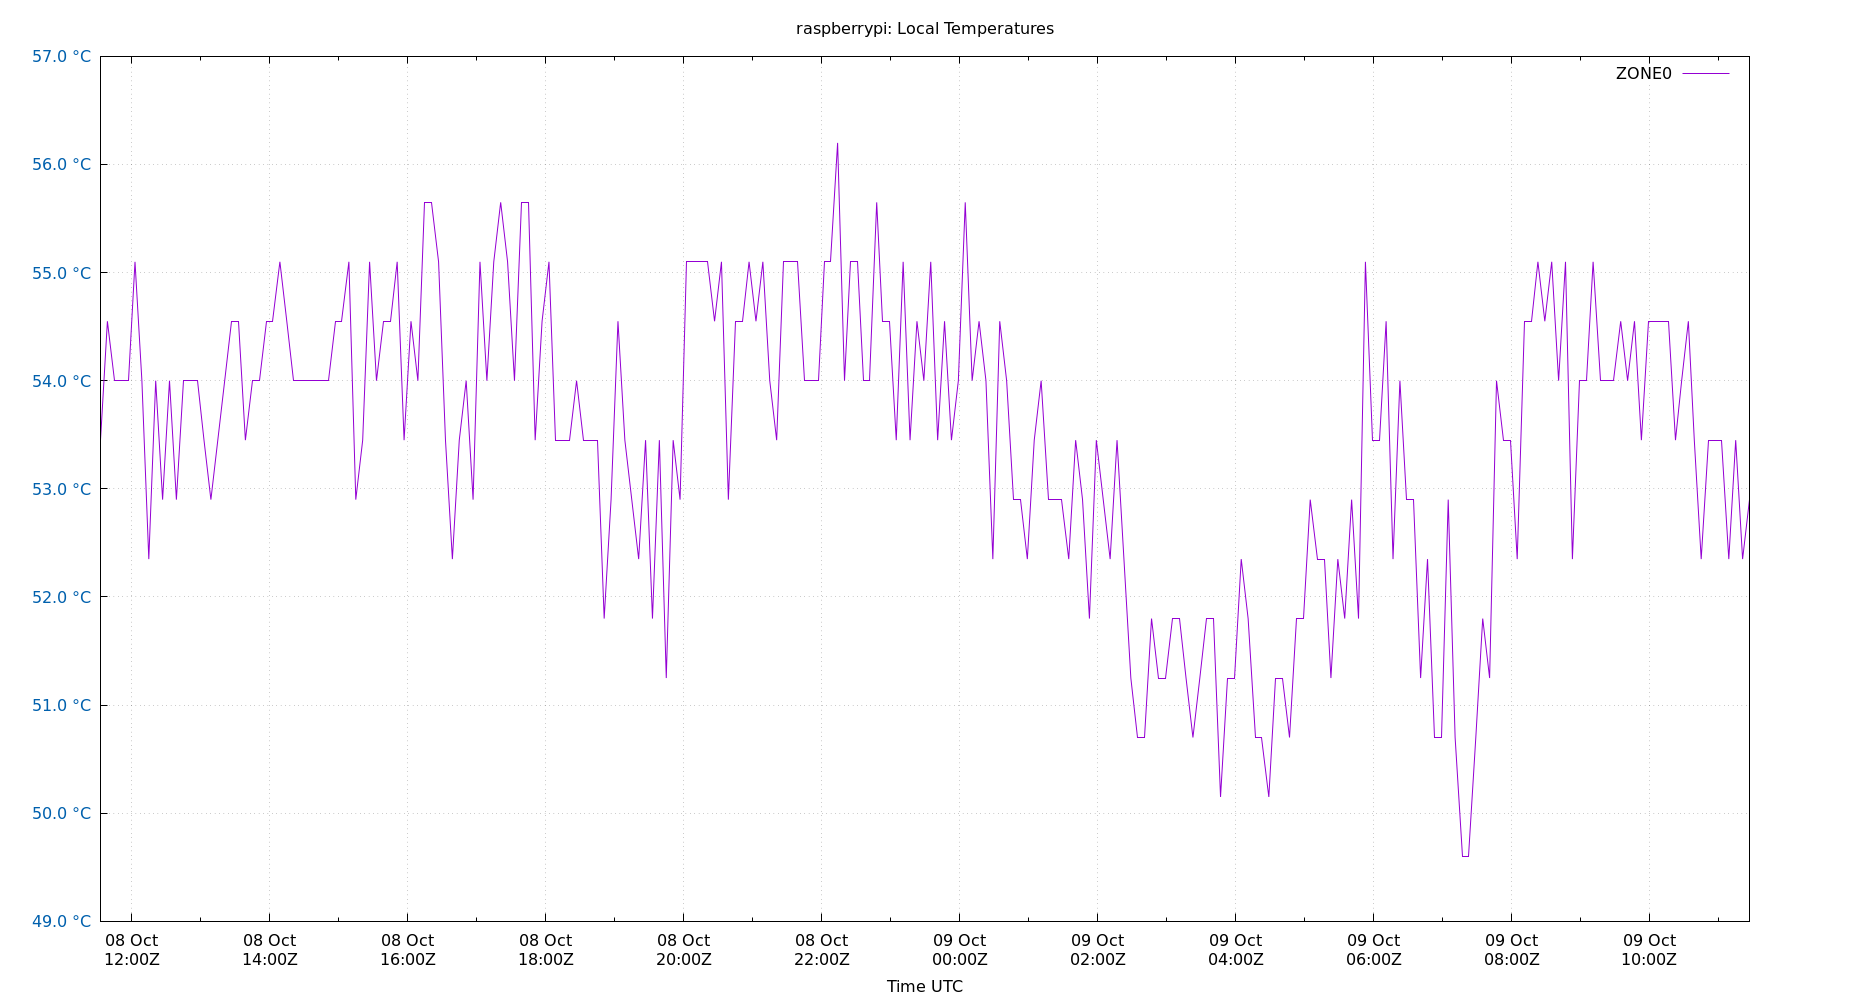 raspberrypi: Local Temperatures
57.0 °C
ZONE0
56.0 °C
55.0 °C
54.0 °C
53.0 °C
52.0 °C
51.0 °C
50.0 °C
49.0 °C
08 Oct 08 Oct 08 Oct 08 Oct 08 Oct 08 Oct 09 Oct 09 Oct 09 Oct 09 Oct 09 Oct 09 Oct
12:00Z 14:00Z 16:00Z 18:00Z 20:00Z 22:00Z 00:00Z 02:00Z 04:00Z 06:00Z 08:00Z 10:00Z
Time UTC